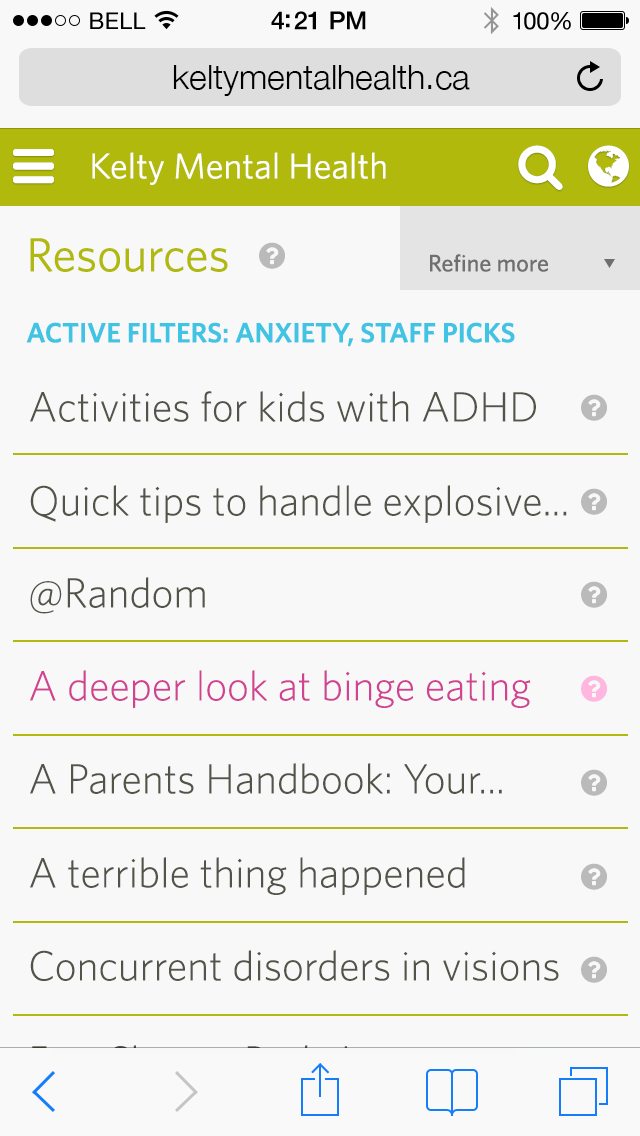 BELL 4:21 PM 100%
keltymentalhealth.ca
Kelty Mental Health
Resources ?
Refine more
ACTIVE FILTERS: ANXIETY, STAFF PICKS
Activities for kids with ADHD ?
Quick tips to handle explosive... ?
@Random ?
A deeper look at binge eating ?
A Parents Handbook: Your... ?
A terrible thing happened ?
Concurrent disorders in visions ?